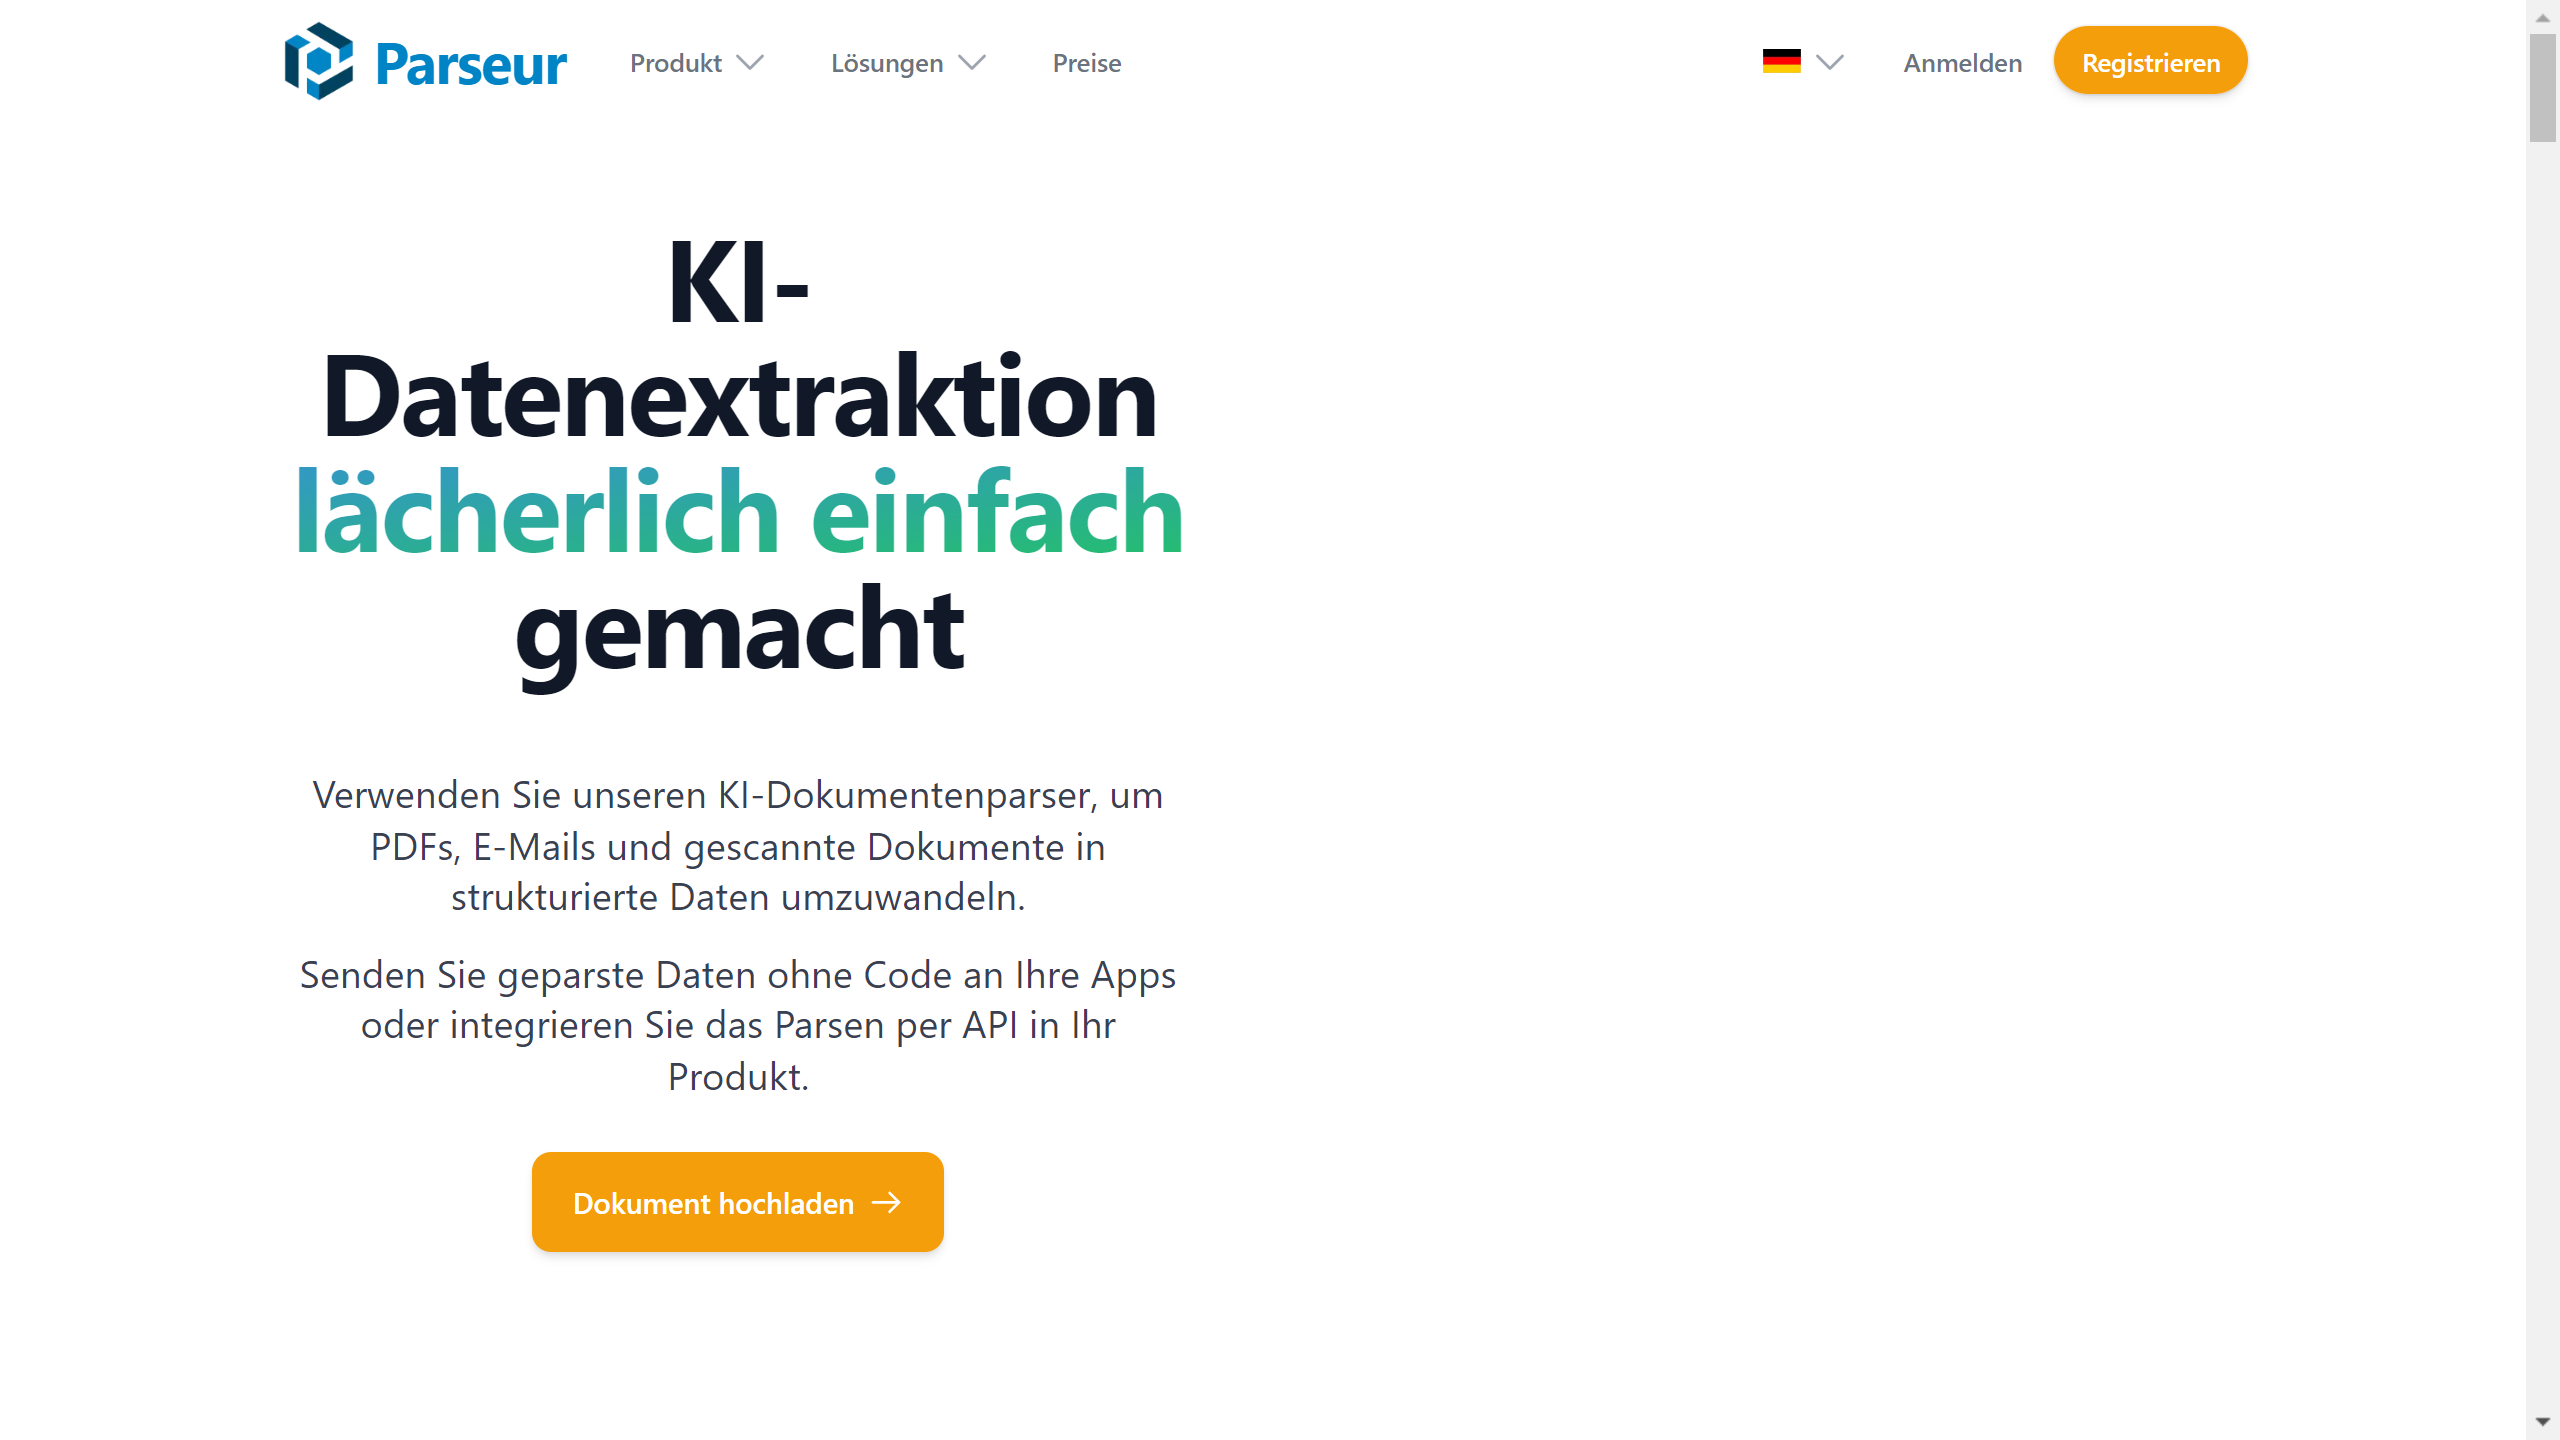 Parseur
Produkt
Lösungen
Preise
Anmelden
Registrieren
KI-
Datenextraktion
lächerlich einfach
gemacht
Verwenden Sie unseren KI-Dokumentenparser, um
PDFs, E-Mails und gescannte Dokumente in
strukturierte Daten umzuwandeln.
Senden Sie geparste Daten ohne Code an Ihre Apps
oder integrieren Sie das Parsen per API in Ihr
Produkt.
Dokument hochladen